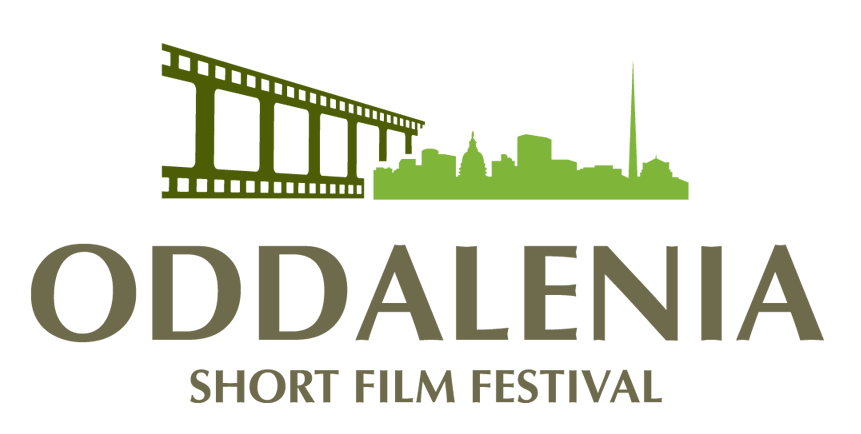 ODDALENIA
SHORT FILM FESTIVAL